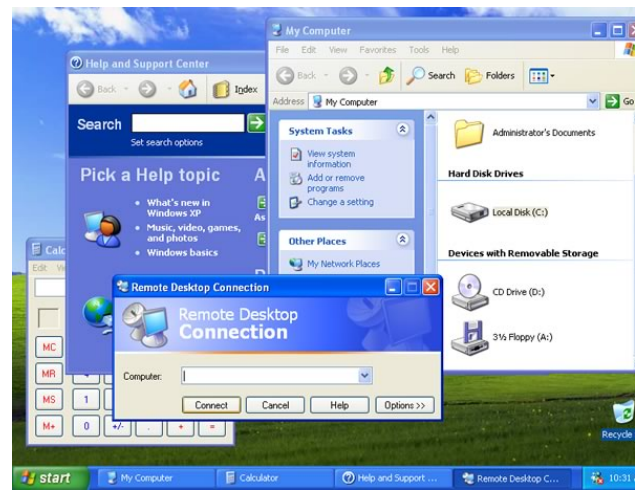 My Computer
File Edit View Favorites Tools Help
Back Search Folders
Address My Computer Go
System Tasks
View system
information
Add or remove
programs
Change a setting
Other Places
My Network Places
Administrator's Documents
Hard Disk Drives
Local Disk (C:)
Devices with Removable Storage
CD Drive (D:)
3½ Floppy (A:)
Help and Support Center
Back Index
Search
Set search options
Pick a Help topic
What's new in
Windows XP
Music, video, games,
and photos
Windows basics
Calc
Edit
MC
MR
MS 1
M+ 0 +/- . + =
Remote Desktop Connection
Remote Desktop
Connection
Computer:
Connect Cancel Help Options >>
Recycle
start My Computer Calculator Help and Support ... Remote Desktop C... 10:31